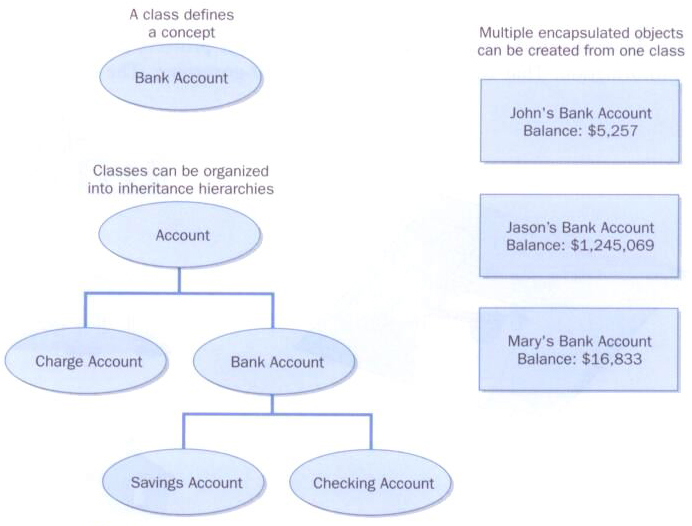 A class defines
a concept
Bank Account
Classes can be organized
into inheritance hierarchies
Account
Charge Account
Bank Account
Savings Account
Checking Account
Multiple encapsulated objects
can be created from one class
John's Bank Account
Balance: $5,257
Jason's Bank Account
Balance: $1,245,069
Mary's Bank Account
Balance: $16,833